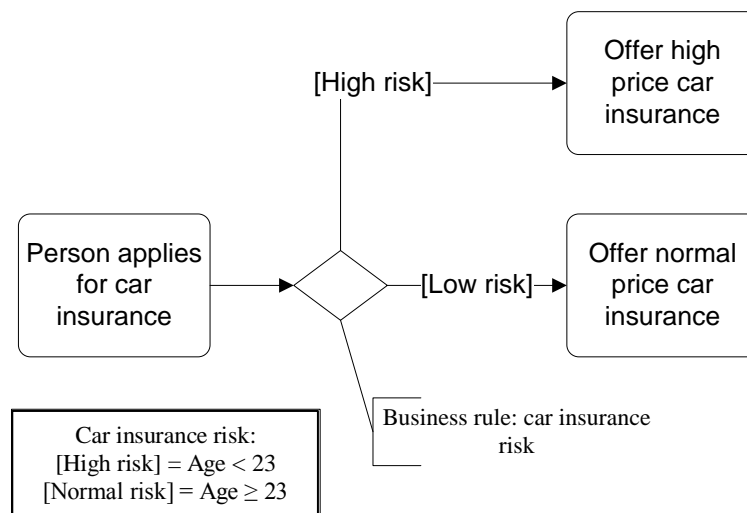 [High risk]
Offer high
price car
insurance
Person applies
for car
insurance
[Low risk]
Offer normal
price car
insurance
Business rule: car insurance
risk
Car insurance risk:
[High risk] = Age < 23
[Normal risk] = Age ≥ 23